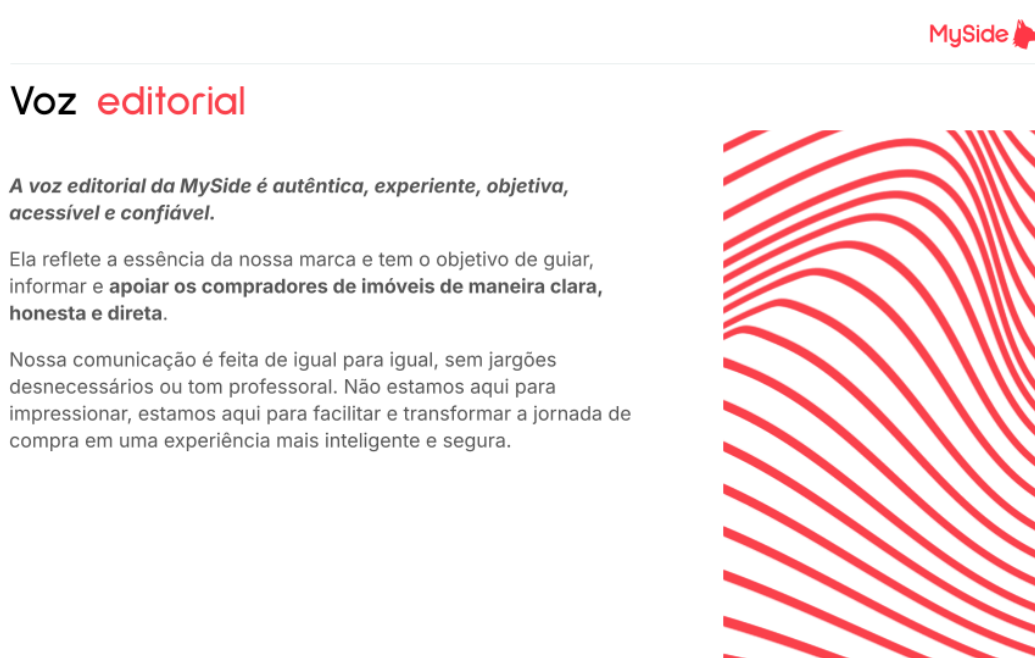 MySide
Voz editorial
A voz editorial da MySide é autêntica, experiente, objetiva,
acessível e confiável.
Ela reflete a essência da nossa marca e tem o objetivo de guiar,
informar e apoiar os compradores de imóveis de maneira clara,
honesta e direta.
Nossa comunicação é feita de igual para igual, sem jargões
desnecessários ou tom professoral. Não estamos aqui para
impressionar, estamos aqui para facilitar e transformar a jornada de
compra em uma experiência mais inteligente e segura.